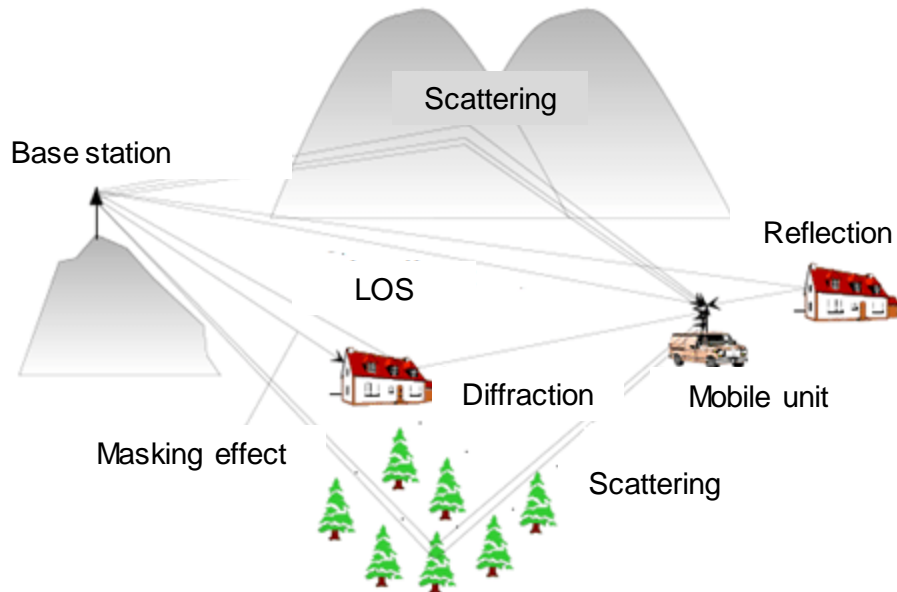 Scattering
Base station
Reflection
LOS
Diffraction
Mobile unit
Masking effect
Scattering